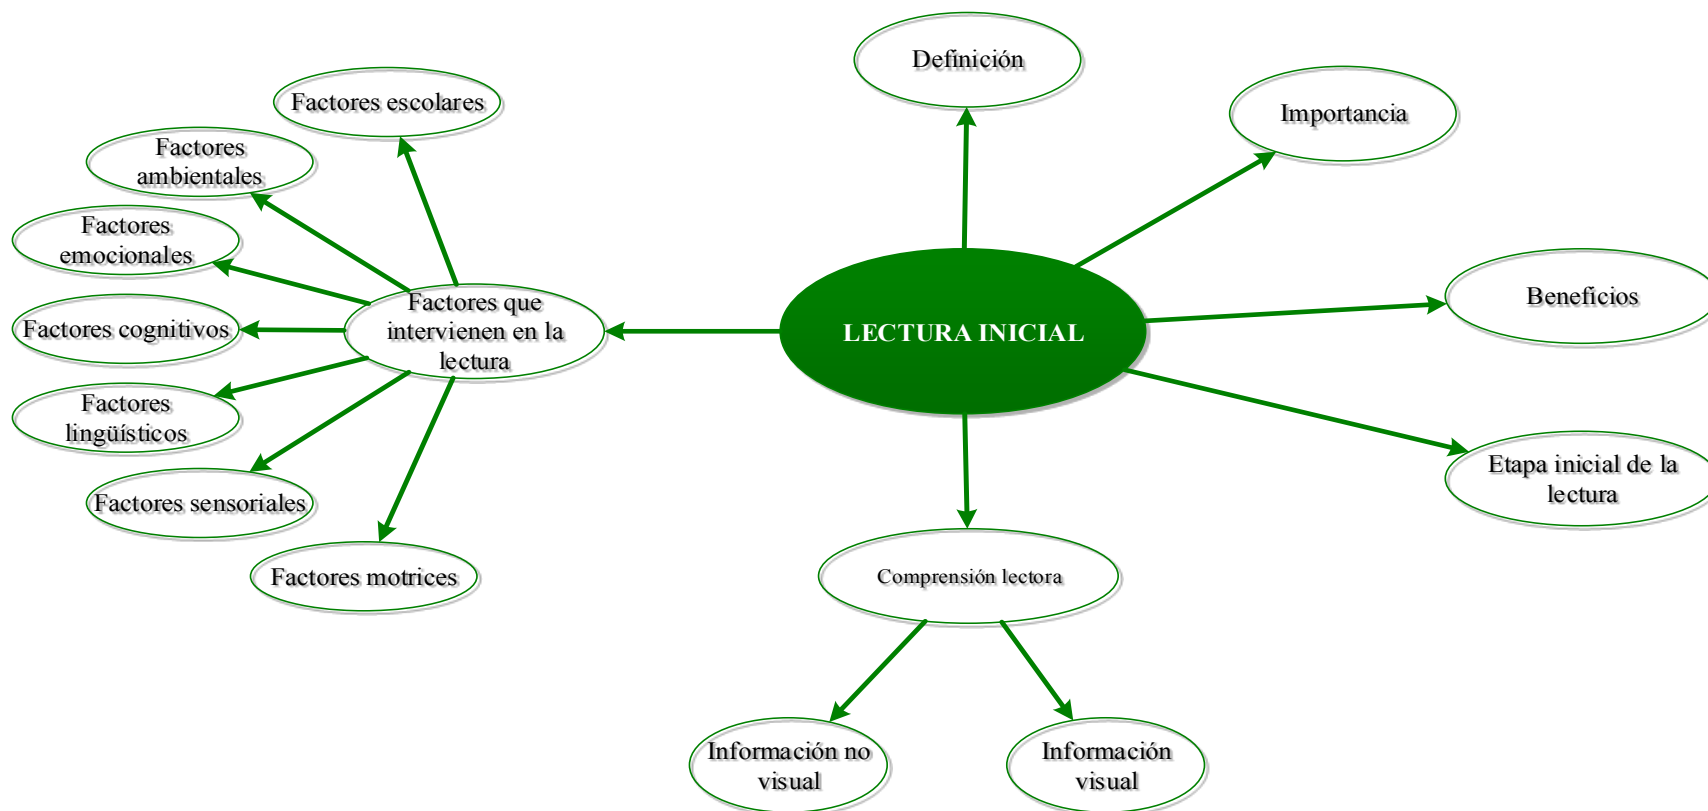 Definición
Importancia
Factores escolares
Factores
ambientales
Factores
emocionales
Factores cognitivos
Factores
lingüísticos
Factores sensoriales
Factores motrices
Factores que
intervienen en la
lectura
LECTURA INICIAL
Beneficios
Etapa inicial de la
lectura
Comprensión lectora
Información no
visual
Información
visual